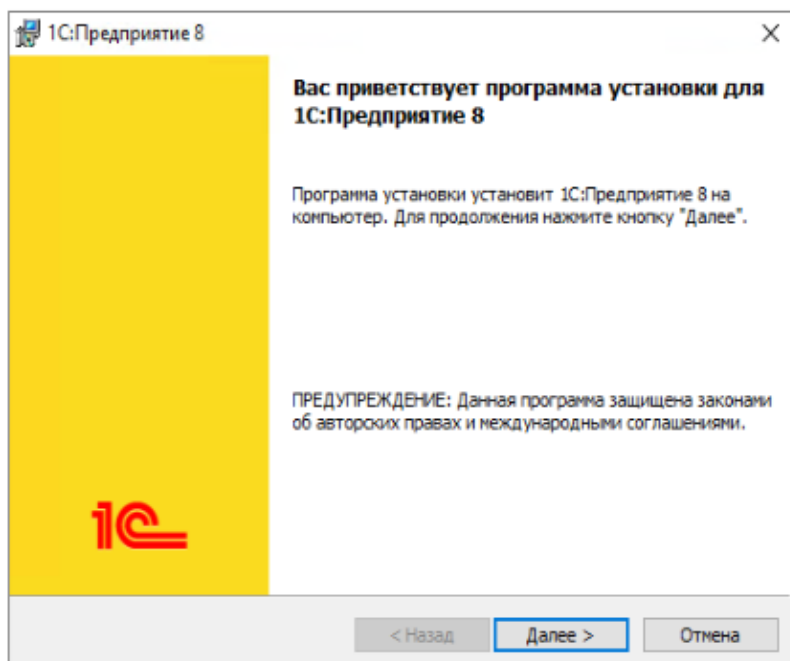 1С:Предприятие 8
Вас приветствует программа установки для
1С:Предприятие 8
Программа установки установит 1С:Предприятие 8 на
компьютер. Для продолжения нажмите кнопку "Далее".
ПРЕДУПРЕЖДЕНИЕ: Данная программа защищена законами
об авторских правах и международными соглашениями.
1С
< Назад
Далее >
Отмена